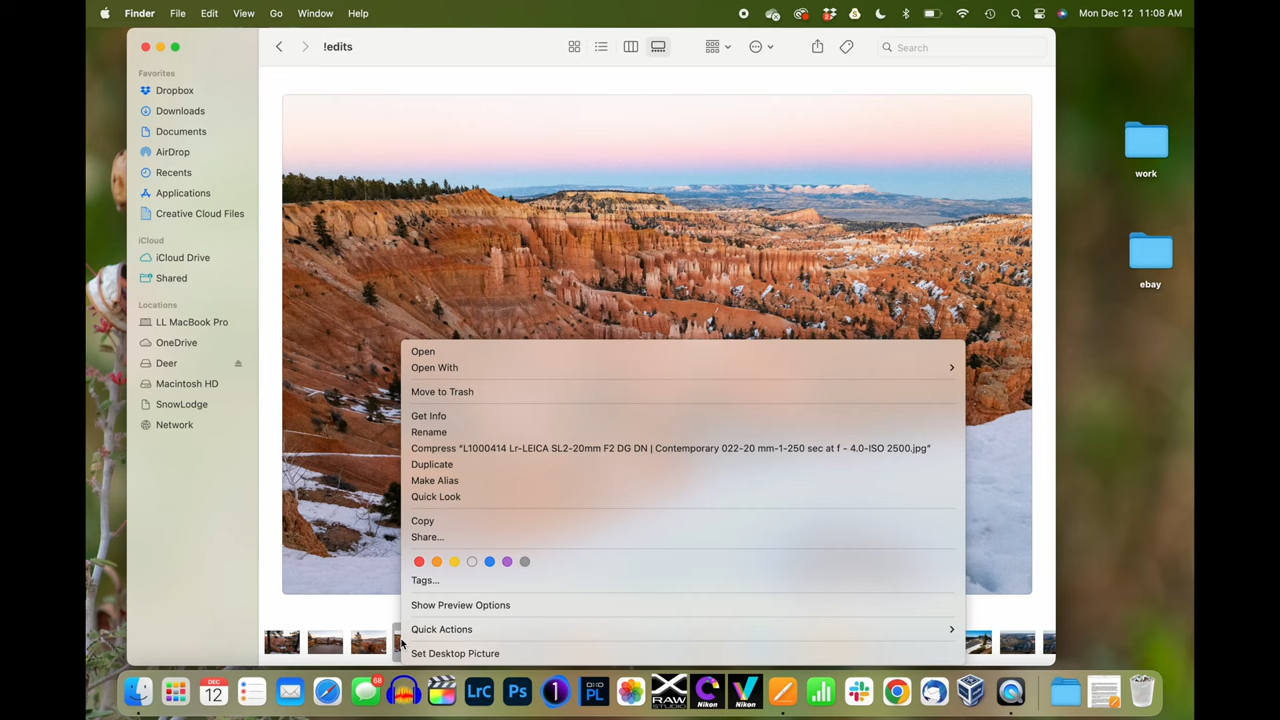 Finder File Edit View Go Window Help Mon Dec 12 11:08 AM
!edits
Search
Favorites
Dropbox
Downloads
Documents
AirDrop
Recents
Applications
Creative Cloud Files
iCloud
iCloud Drive
Shared
Locations
LL MacBook Pro
OneDrive
Deer
Macintosh HD
SnowLodge
Network
work
ebay
Open
Open With
Move to Trash
Get Info
Rename
Compress “L1000414 Lr-LEICA SL2-20mm F2 DG DN | Contemporary 022-20 mm-1-250 sec at f - 4.0-ISO 2500.jpg”
Duplicate
Make Alias
Quick Look
Copy
Share...
Tags...
Show Preview Options
Quick Actions
Set Desktop Picture
DEC
12
68
LrC
Ps
1
DXO
PL
RAW
Nikon
Nikon